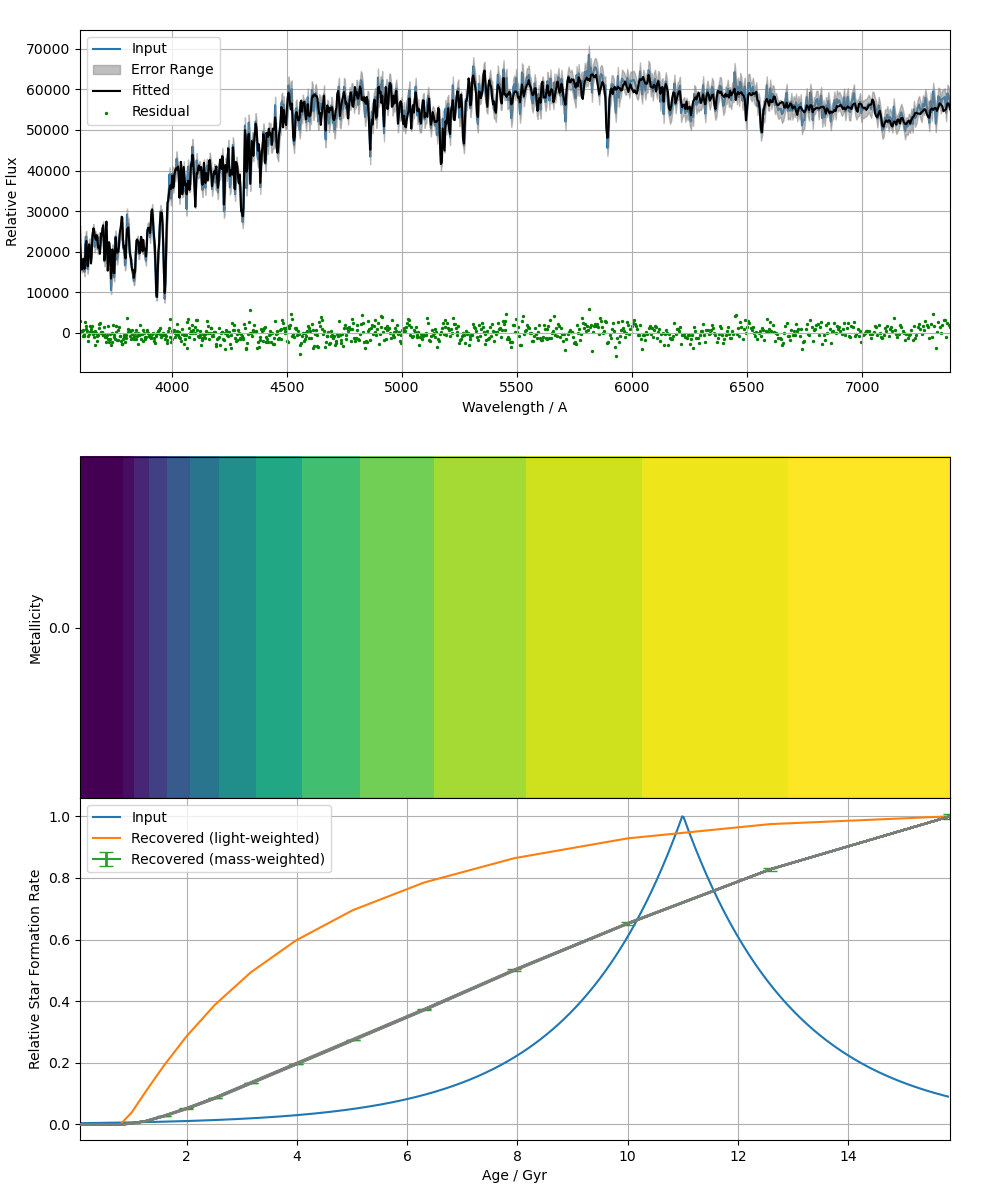 70000
60000
50000
40000
30000
20000
10000
0
Relative Flux
Input
Error Range
Fitted
Residual
4000 4500 5000 5500 6000 6500 7000
Wavelength / A
Metallicity
0.0
1.0
0.8
0.6
0.4
0.2
0.0
Relative Star Formation Rate
Input
Recovered (light-weighted)
Recovered (mass-weighted)
2 4 6 8 10 12 14
Age / Gyr